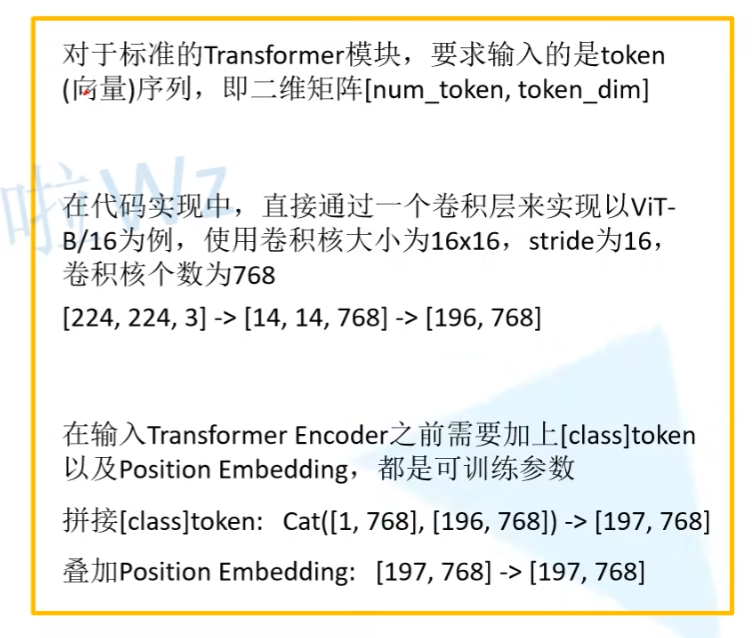 对于标准的Transformer模块，要求输入的是token
(向量)序列，即二维矩阵[num_token, token_dim]
啦Wz
在代码实现中，直接通过一个卷积层来实现以ViT-
B/16为例，使用卷积核大小为16x16，stride为16，
卷积核个数为768
[224, 224, 3] -> [14, 14, 768] -> [196, 768]
在输入Transformer Encoder之前需要加上[class]token
以及Position Embedding，都是可训练参数
拼接[class]token: Cat([1, 768], [196, 768]) -> [197, 768]
叠加Position Embedding: [197, 768] -> [197, 768]